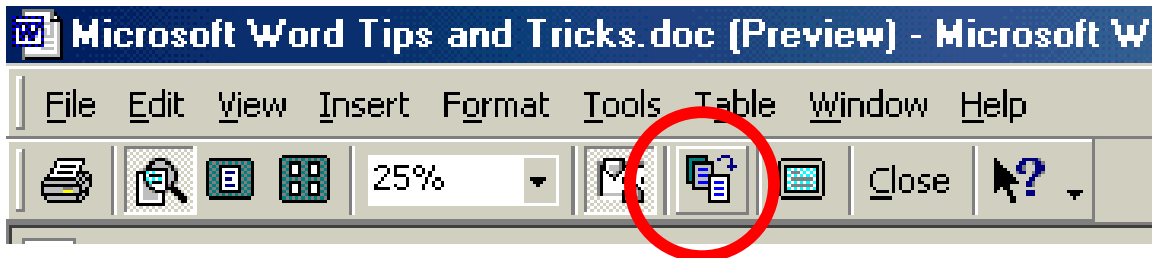 Microsoft Word Tips and Tricks.doc (Preview) - Microsoft W
File Edit View Insert Format Tools Table Window Help
25% Close